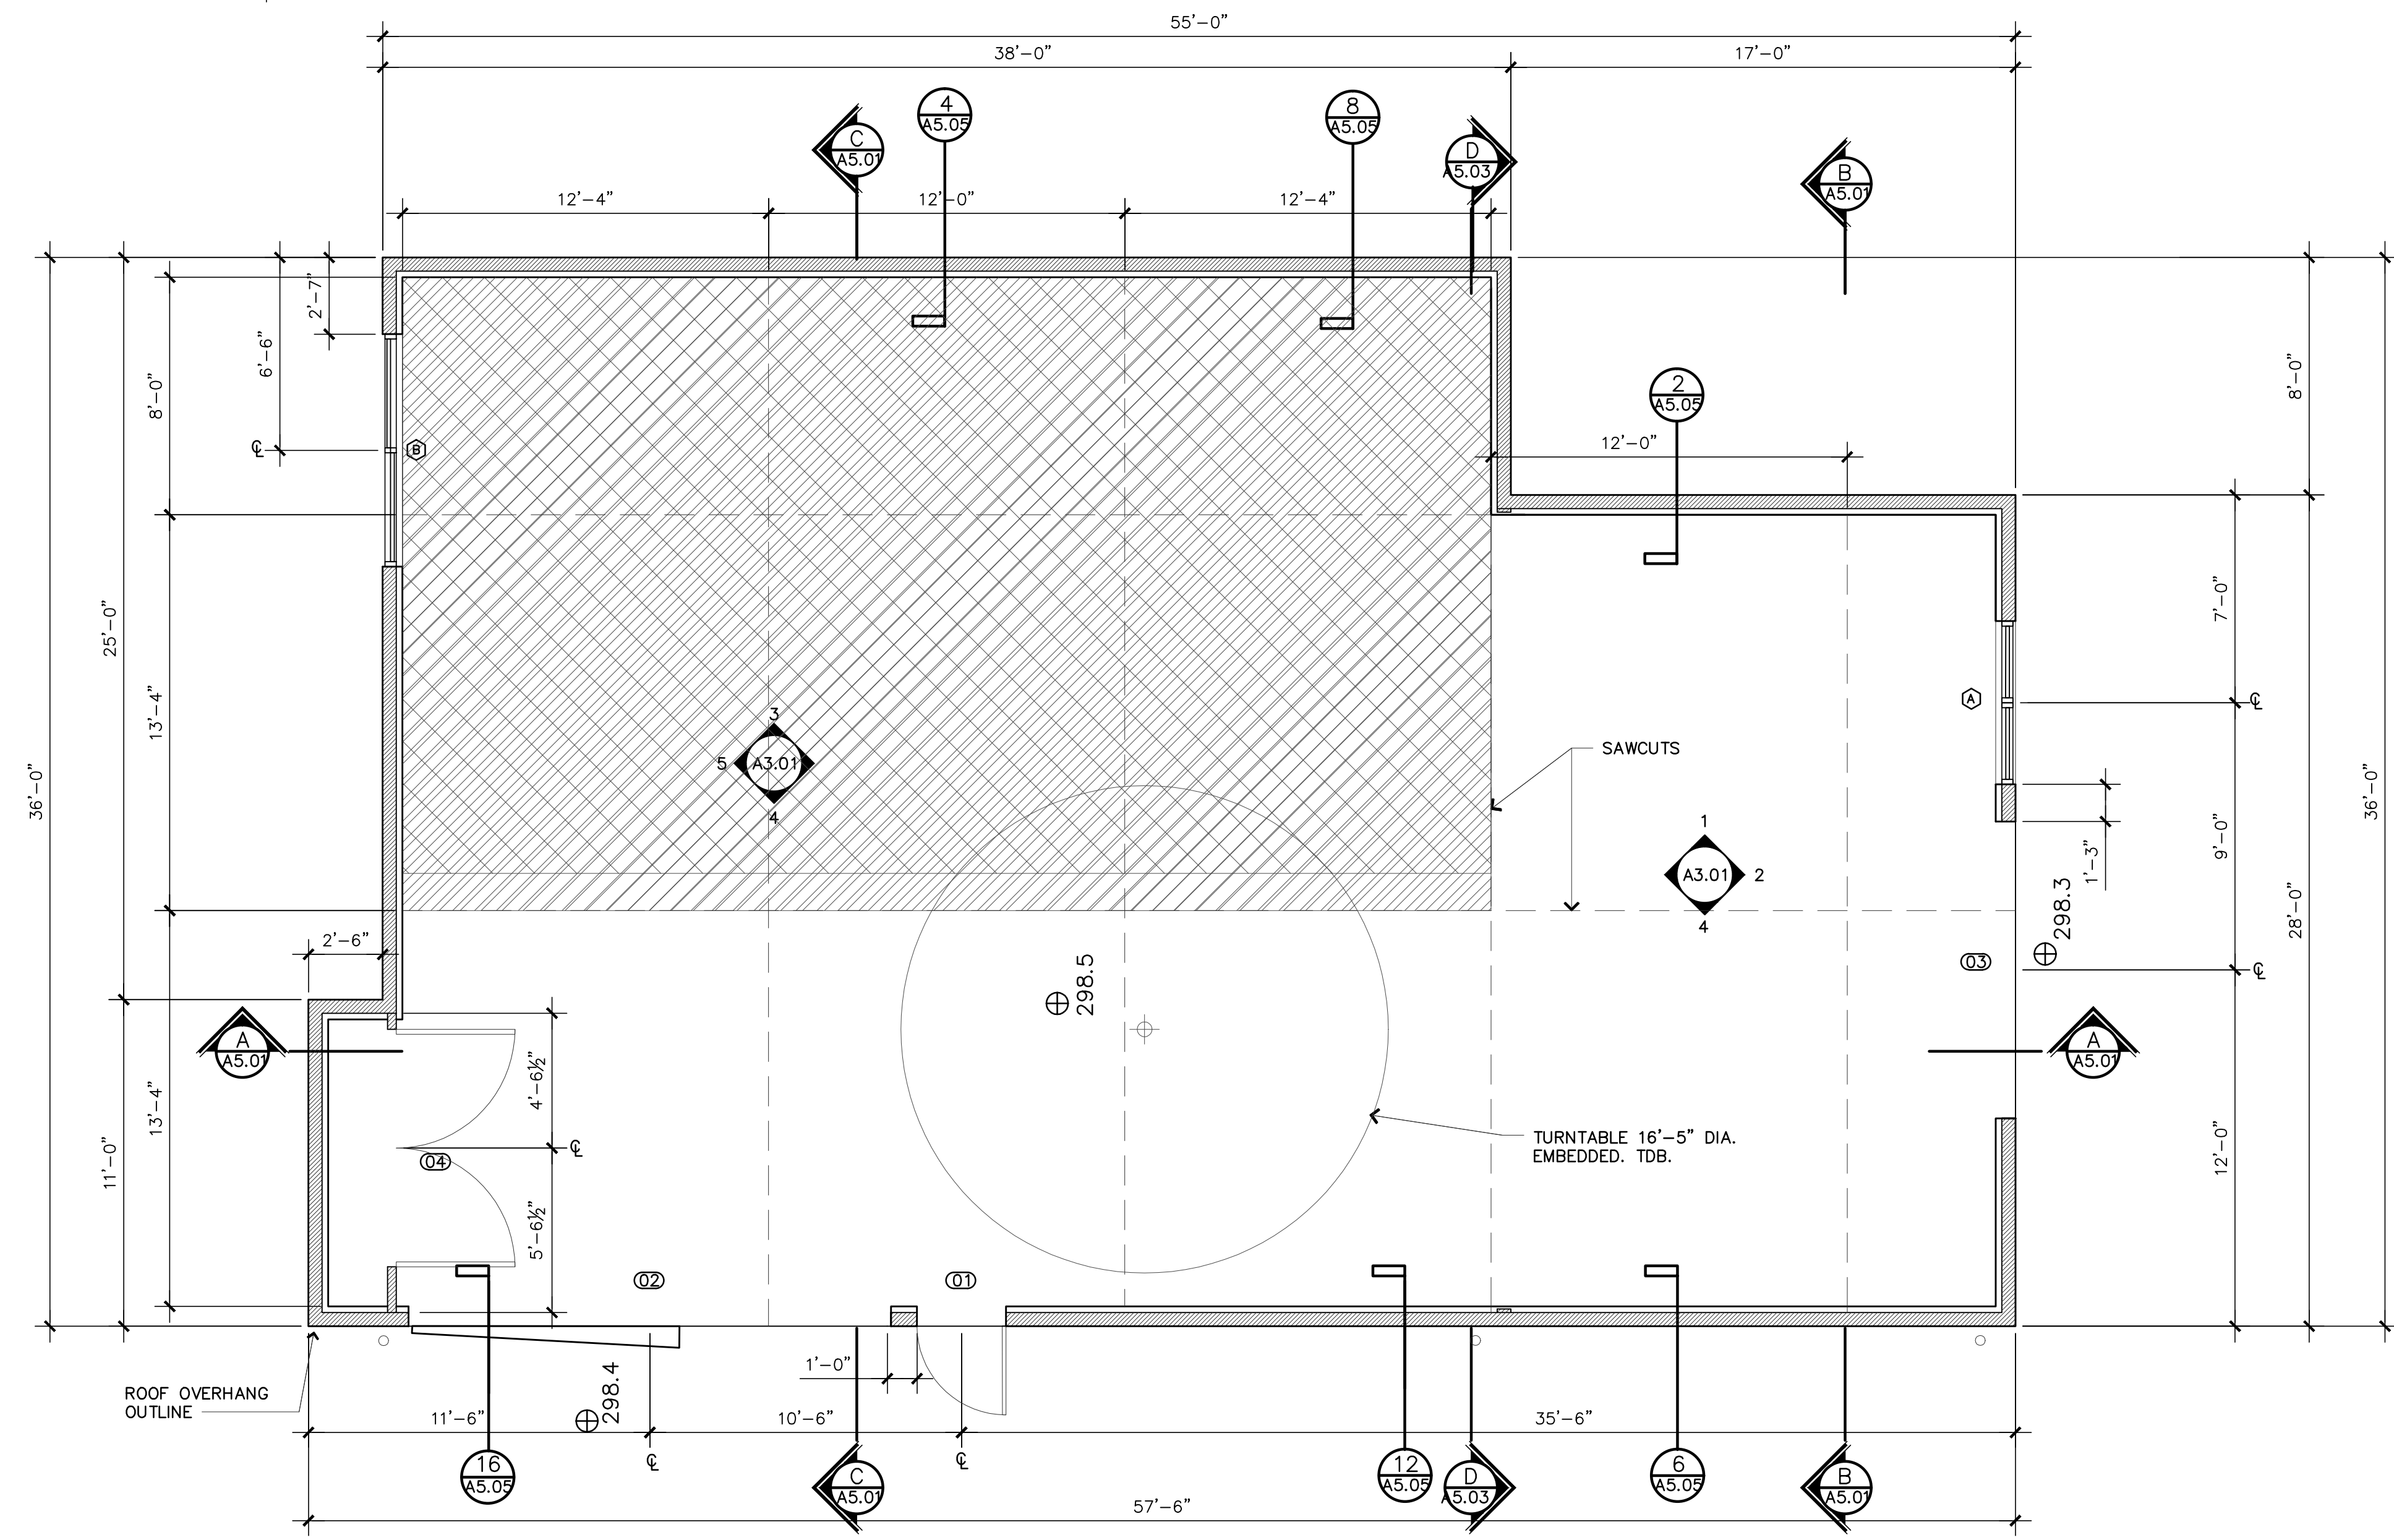 55'-0"
38'-0"
17'-0"
4
A5.05
8
A5.05
C
A5.01
D
A5.03
B
A5.01
12'-4"
12'-0"
12'-4"
2'-7"
6'-6"
8'-0"
8'-0"
2
A5.05
12'-0"
℄
B
25'-0"
7'-0"
13'-4"
A
℄
36'-0"
36'-0"
3
5
A3.01
4
SAWCUTS
1
A3.01
2
4
9'-0"
1'-3"
28'-0"
298.3
2'-6"
298.5
03
℄
A
A5.01
A
A5.01
4'-6½"
13'-4"
11'-0"
℄
04
TURNTABLE 16'-5" DIA.
EMBEDDED. TDB.
12'-0"
5'-6½"
02
01
1'-0"
298.4
ROOF OVERHANG
OUTLINE
11'-6"
10'-6"
35'-6"
℄
℄
16
A5.05
C
A5.01
12
A5.05
D
A5.03
6
A5.05
B
A5.01
57'-6"